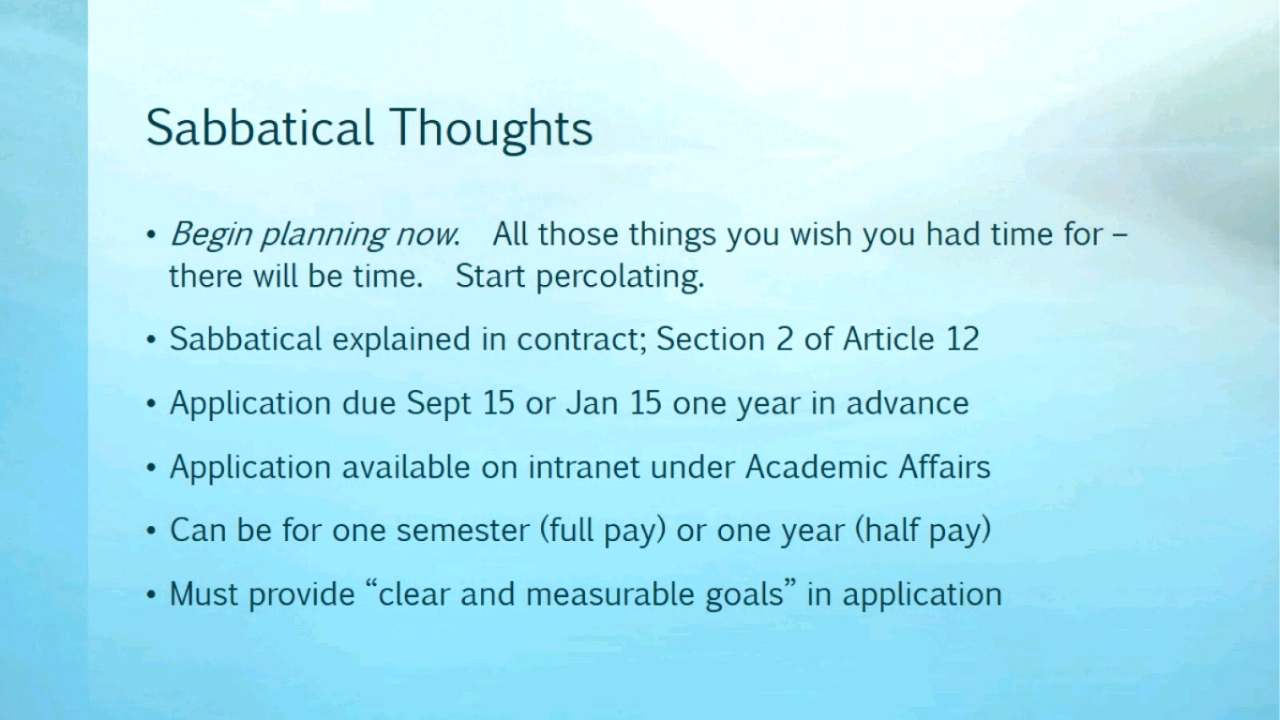 Sabbatical Thoughts
• Begin planning now.   All those things you wish you had time for –
there will be time.   Start percolating.
• Sabbatical explained in contract; Section 2 of Article 12
• Application due Sept 15 or Jan 15 one year in advance
• Application available on intranet under Academic Affairs
• Can be for one semester (full pay) or one year (half pay)
• Must provide “clear and measurable goals” in application